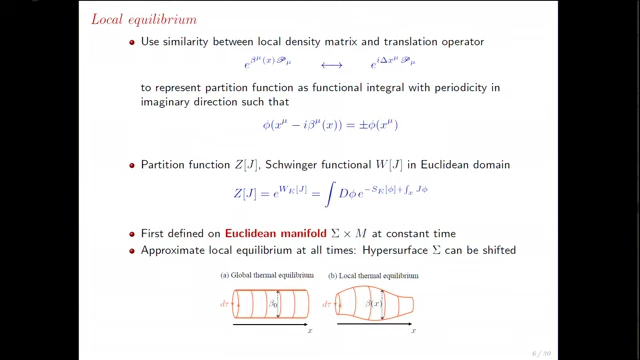 Local equilibrium
• Use similarity between local density matrix and translation operator
e^{β^μ(x) 𝒫_μ} ⟷ e^{iΔx^μ 𝒫_μ}
to represent partition function as functional integral with periodicity in
imaginary direction such that
ϕ(x^μ − iβ^μ(x)) = ±ϕ(x^μ)
• Partition function Z[J], Schwinger functional W[J] in Euclidean domain
Z[J] = e^{W_E[J]} = ∫ Dϕ e^{−S_E[ϕ]+∫_x Jϕ}
• First defined on Euclidean manifold Σ × M at constant time
• Approximate local equilibrium at all times: Hypersurface Σ can be shifted
(a) Global thermal equilibrium (b) Local thermal equilibrium
dτ β_0 dτ β(x)
x x
6 / 30